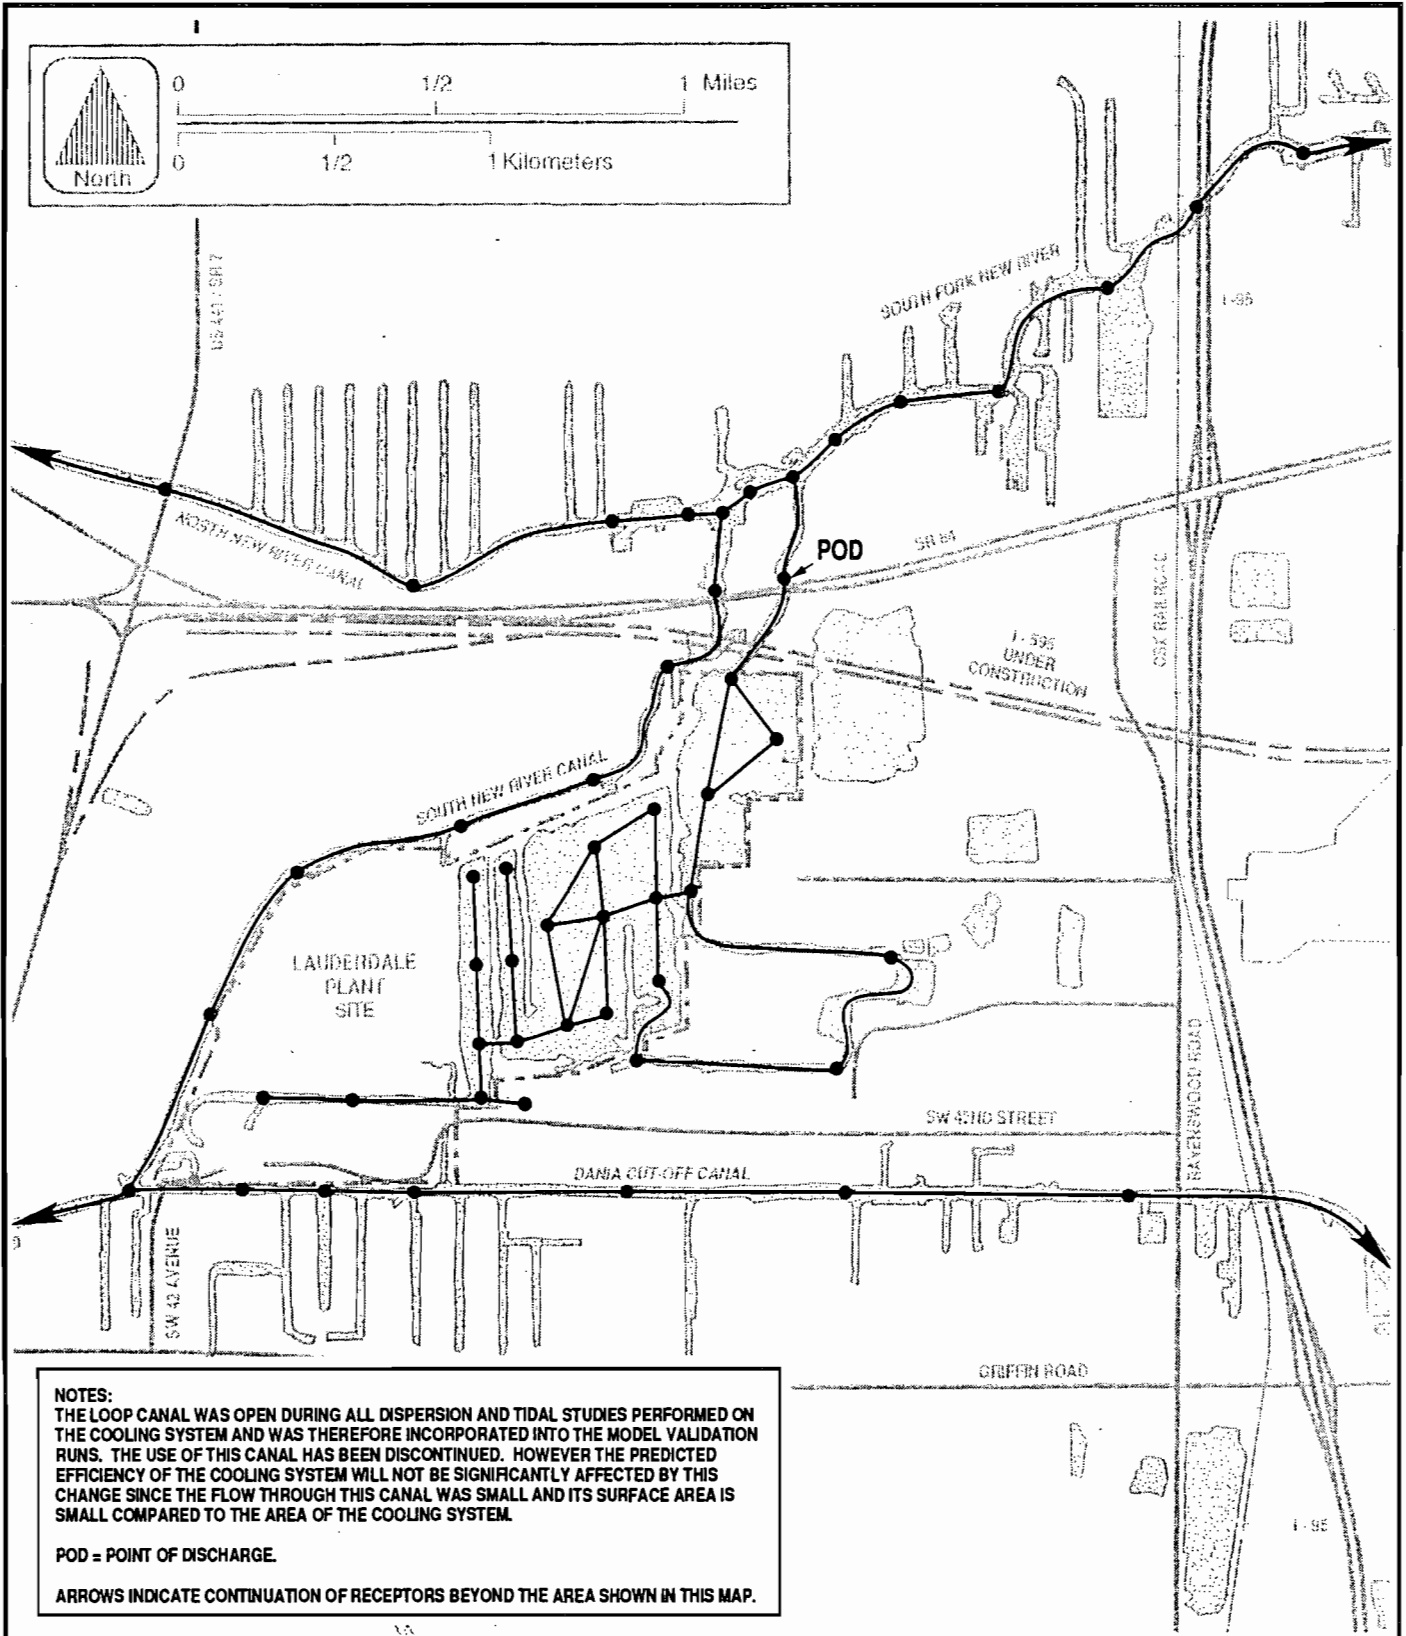 0 1/2 1 Miles
0 1/2 1 Kilometers
North
US 441 / SR 7
SOUTH FORK NEW RIVER
I-95
NORTH NEW RIVER CANAL
POD
SR 84
I-595
UNDER
CONSTRUCTION
CSX RAILROAD
SOUTH NEW RIVER CANAL
LAUDERDALE
PLANT
SITE
SW 42ND STREET
RAVENSWOOD ROAD
DANIA CUT-OFF CANAL
SW 42 AVENUE
GRIFFIN ROAD
I-95
NOTES:
THE LOOP CANAL WAS OPEN DURING ALL DISPERSION AND TIDAL STUDIES PERFORMED ON
THE COOLING SYSTEM AND WAS THEREFORE INCORPORATED INTO THE MODEL VALIDATION
RUNS. THE USE OF THIS CANAL HAS BEEN DISCONTINUED. HOWEVER THE PREDICTED
EFFICIENCY OF THE COOLING SYSTEM WILL NOT BE SIGNIFICANTLY AFFECTED BY THIS
CHANGE SINCE THE FLOW THROUGH THIS CANAL WAS SMALL AND ITS SURFACE AREA IS
SMALL COMPARED TO THE AREA OF THE COOLING SYSTEM.
POD = POINT OF DISCHARGE.
ARROWS INDICATE CONTINUATION OF RECEPTORS BEYOND THE AREA SHOWN IN THIS MAP.